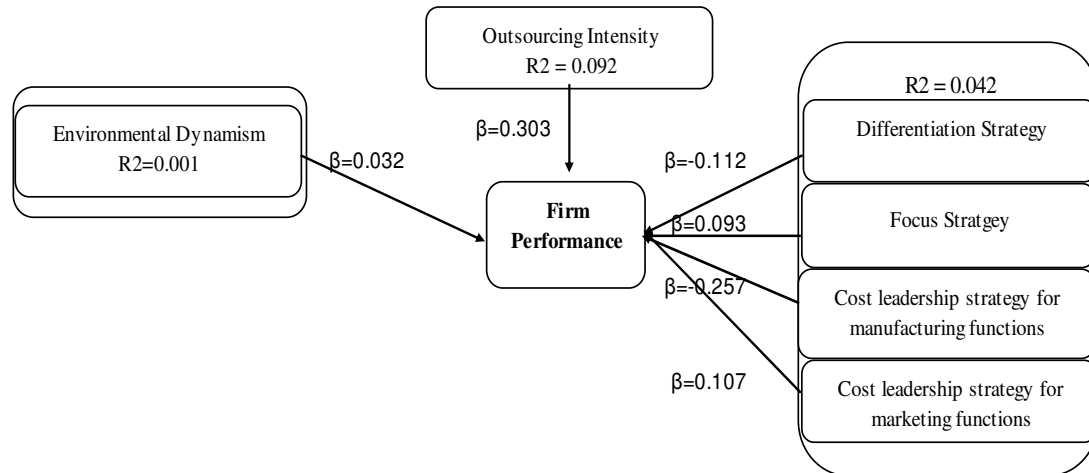 Outsourcing Intensity
R2 = 0.092
Environmental Dynamism
R2=0.001
β=0.032
β=0.303
Firm
Performance
R2 = 0.042
Differentiation Strategy
β=-0.112
Focus Stratgey
β=0.093
Cost leadership strategy for
manufacturing functions
β=-0.257
Cost leadership strategy for
marketing functions
β=0.107